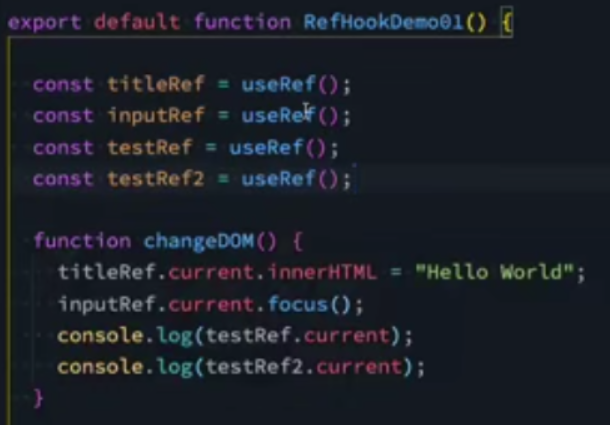 export default function RefHookDemo01() {
const titleRef = useRef();
const inputRef = useRef();
const testRef = useRef();
const testRef2 = useRef();
function changeDOM() {
titleRef.current.innerHTML = "Hello World";
inputRef.current.focus();
console.log(testRef.current);
console.log(testRef2.current);
}